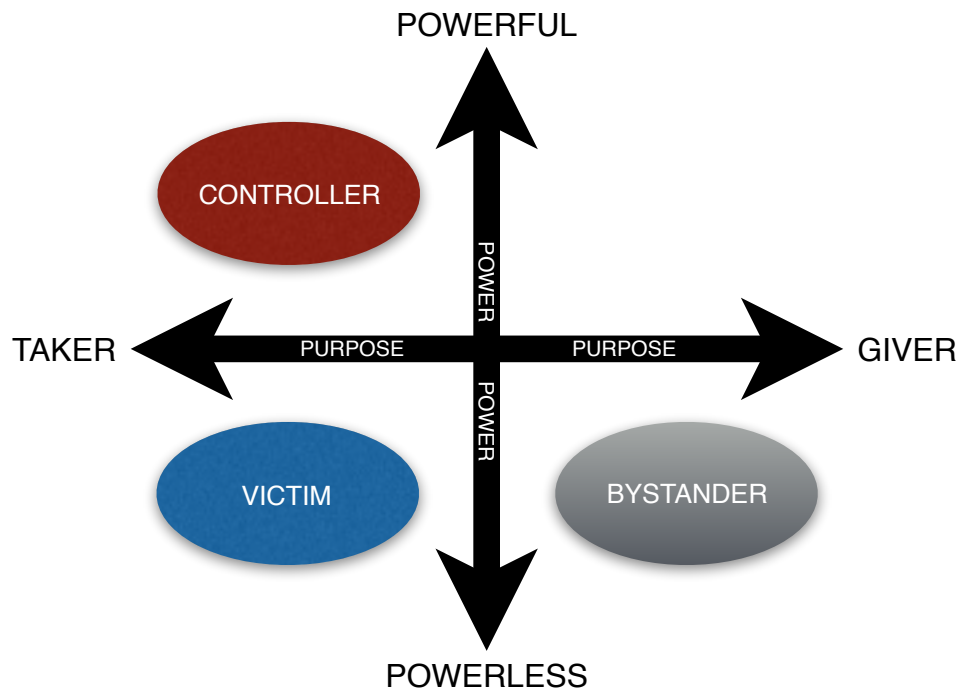 POWERFUL
CONTROLLER
POWER
TAKER
PURPOSE
PURPOSE
GIVER
POWER
VICTIM
BYSTANDER
POWERLESS